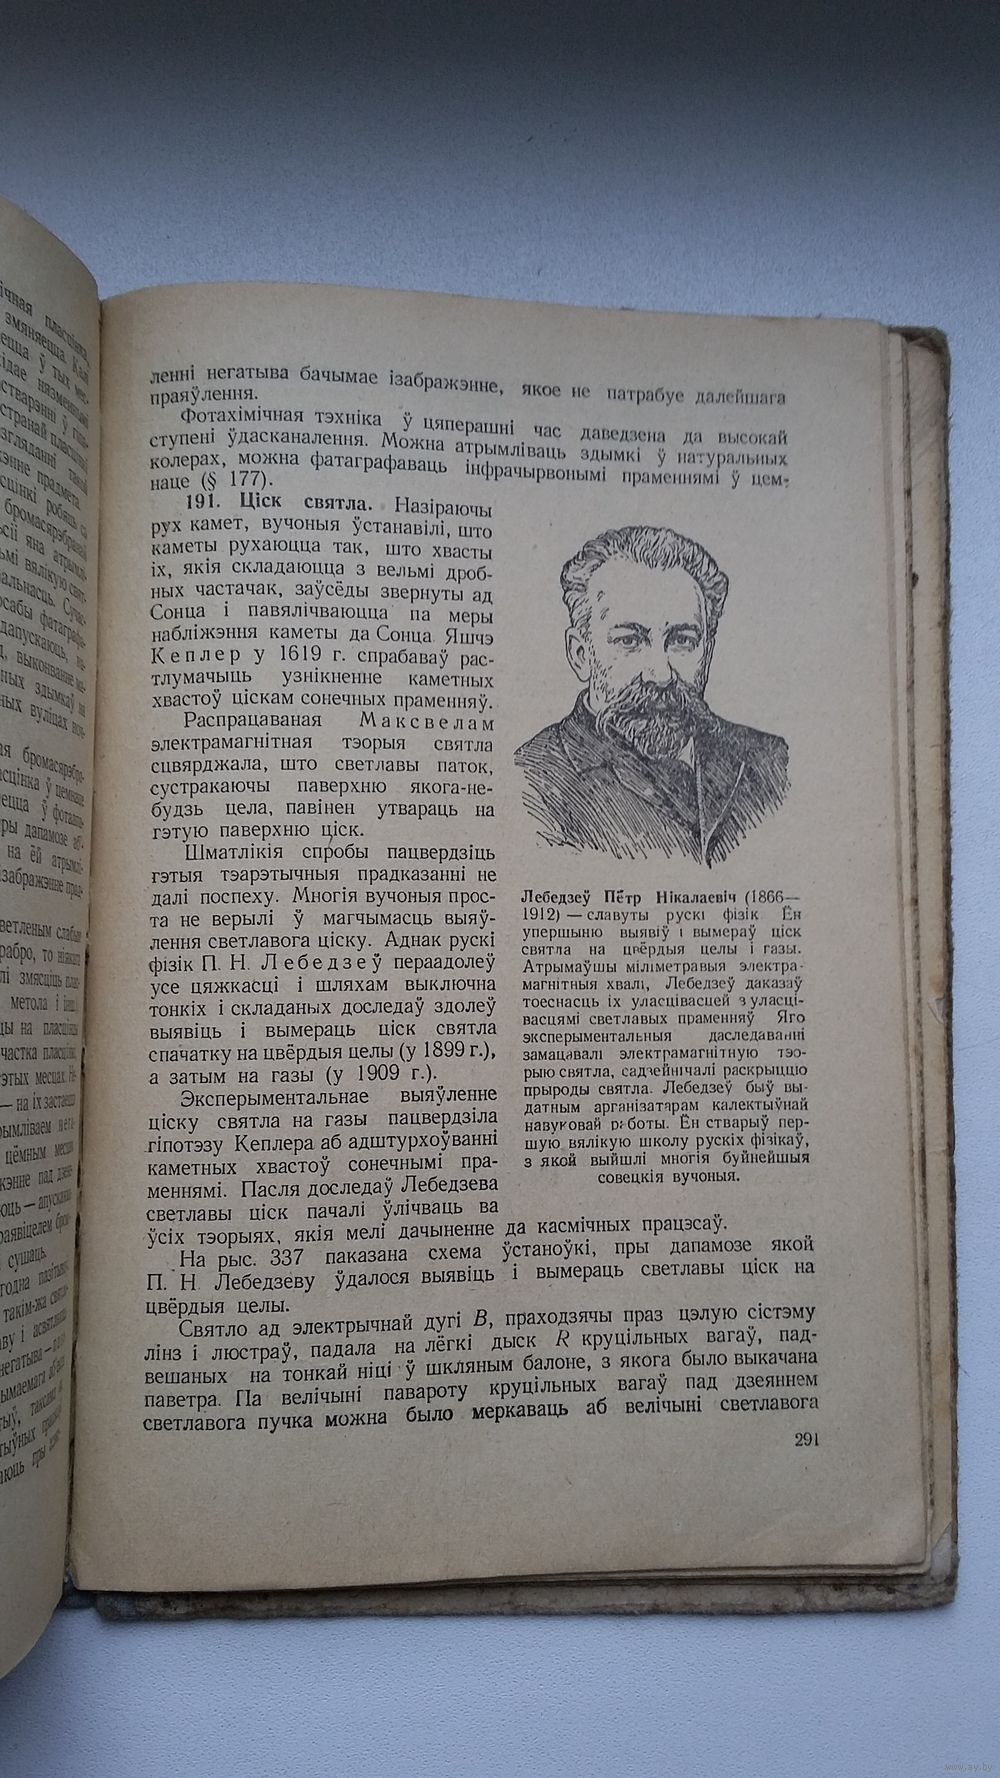 ленні негатыва бачымае ізабражэнне, якое не патрабуе далейшага
праяўлення.
Фотахімічная тэхніка ў цяперашні час даведзена да высокай
ступені ўдасканалення. Можна атрымліваць здымкі ў натуральных
колерах, можна фатаграфаваць інфрачырвонымі праменнямі ў цем-
наце (§ 177).
191. Ціск святла. Назіраючы
рух камет, вучоныя ўстанавілі, што
каметы рухаюцца так, што хвасты
іх, якія складаюцца з вельмі дроб-
ных частачак, заўсёды звернуты ад
Сонца і павялічваюцца па меры
набліжэння каметы да Сонца. Яшчэ
Кеплер у 1619 г. спрабаваў рас-
тлумачыць узнікненне каметных
хвастоў ціскам сонечных праменняў.
Распрацаваная Максвелам
электрамагнітная тэорыя святла
сцвярджала, што светлавы паток,
сустракаючы паверхню якога-не-
будзь цела, павінен утвараць на
гэтую паверхню ціск.
Шматлікія спробы пацвердзіць
гэтыя тэарэтычныя прадказанні не
далі поспеху. Многія вучоныя прос-
та не верылі ў магчымасць выяў-
лення светлавога ціску. Аднак рускі
фізік П. Н. Лебедзеў пераадолеў
усе цяжкасці і шляхам выключна
тонкіх і складаных доследаў здолеў
выявіць і вымераць ціск святла
спачатку на цвёрдыя целы (у 1899 г.),
а затым на газы (у 1909 г.).
Эксперыментальнае выяўленне
ціску святла на газы пацвердзіла
гіпотэзу Кеплера аб адштурхоўванні
каметных хвастоў сонечнымі пра-
меннямі. Пасля доследаў Лебедзева
светлавы ціск пачалі ўлічваць ва
ўсіх тэорыях, якія мелі дачыненне да касмічных працэсаў.
Лебедзеў Пётр Нікалаевіч (1866—
1912) — славуты рускі фізік. Ён
упершыню выявіў і вымераў ціск
святла на цвёрдыя целы і газы.
Атрымаўшы міліметравыя электра-
магнітныя хвалі, Лебедзеў даказаў
тоеснасць іх уласцівасцей з уласці-
васцямі светлавых праменняў. Яго
эксперыментальныя даследаванні
замацавалі электрамагнітную тэо-
рыю святла, садзейнічалі раскрыццю
прыроды святла. Лебедзеў быў вы-
датным арганізатарам калектыўнай
навуковай работы. Ён стварыў пер-
шую вялікую школу рускіх фізікаў,
з якой выйшлі многія буйнейшыя
совецкія вучоныя.
На рыс. 337 паказана схема ўстаноўкі, пры дапамозе якой
П. Н. Лебедзеву ўдалося выявіць і вымераць светлавы ціск на
цвёрдыя целы.
Святло ад электрычнай дугі B, праходзячы праз цэлую сістэму
лінз і люстраў, падала на лёгкі дыск R круцільных вагаў, пад-
вешаных на тонкай ніці ў шкляным балоне, з якога было выкачана
паветра. Па велічыні павароту круцільных вагаў пад дзеяннем
светлавога пучка можна было меркаваць аб велічыні светлавога
291
www.ay.by